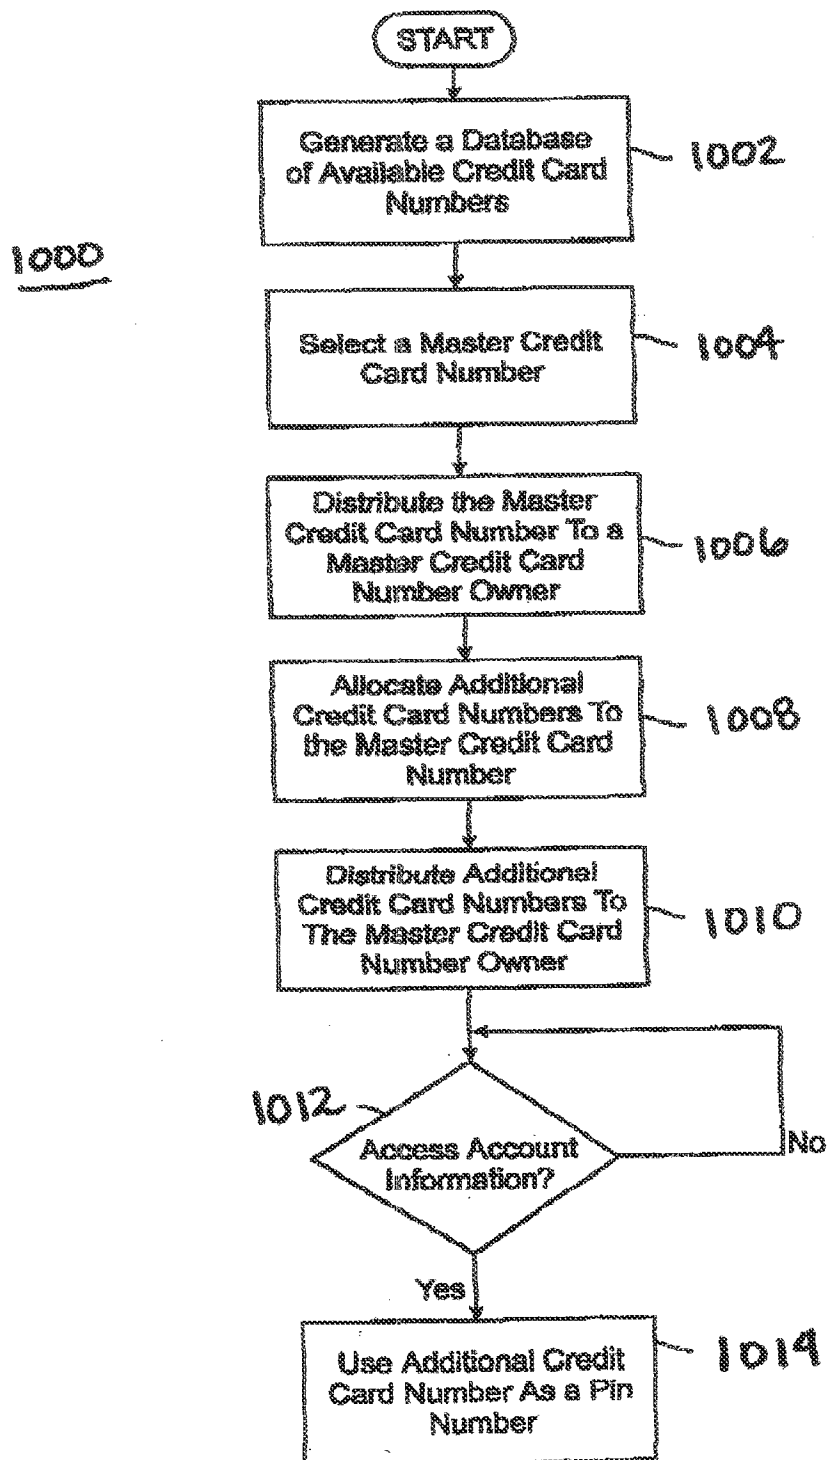 START
Generate a Database
of Available Credit Card
Numbers
1002
1000
Select a Master Credit
Card Number
1004
Distribute the Master
Credit Card Number To a
Master Credit Card
Number Owner
1006
Allocate Additional
Credit Card Numbers To
the Master Credit Card
Number
1008
Distribute Additional
Credit Card Numbers To
The Master Credit Card
Number Owner
1010
1012
Access Account
Information?
No
Yes
Use Additional Credit
Card Number As a Pin
Number
1014